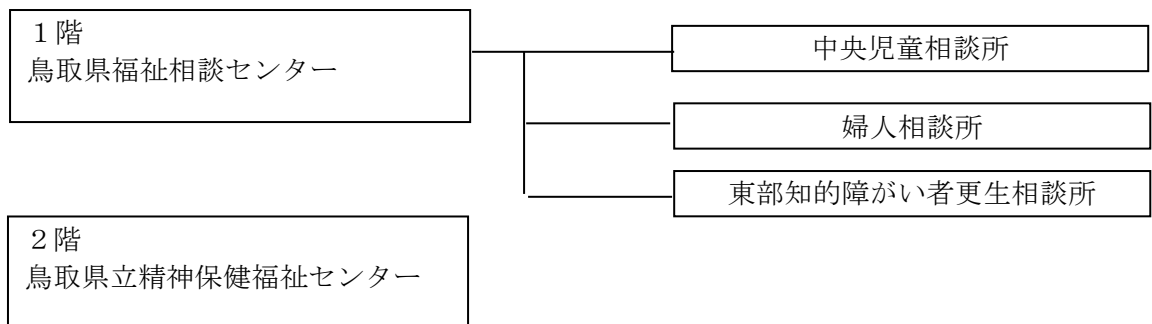 １階
鳥取県福祉相談センター
中央児童相談所
婦人相談所
東部知的障がい者更生相談所
２階
鳥取県立精神保健福祉センター